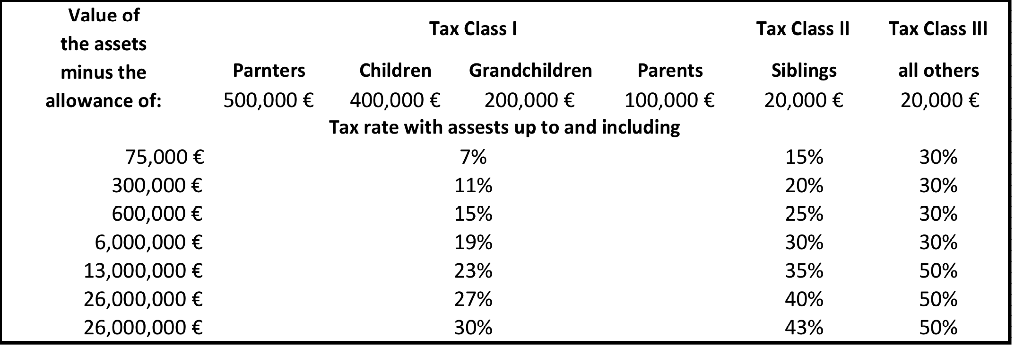 Value of
the assets
minus the
allowance of:
Tax Class I Tax Class II Tax Class III
Parnters Children Grandchildren Parents Siblings all others
500,000 € 400,000 € 200,000 € 100,000 € 20,000 € 20,000 €
Tax rate with assests up to and including
75,000 € 7% 15% 30%
300,000 € 11% 20% 30%
600,000 € 15% 25% 30%
6,000,000 € 19% 30% 30%
13,000,000 € 23% 35% 50%
26,000,000 € 27% 40% 50%
26,000,000 € 30% 43% 50%